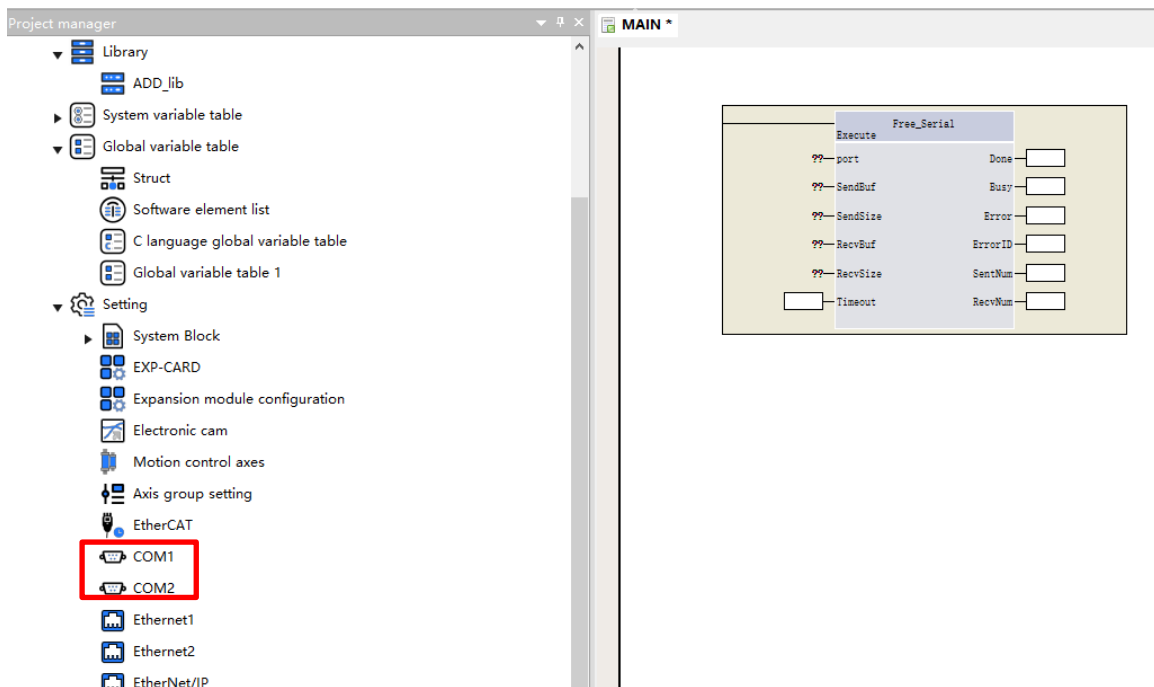 Project manager
Library
ADD_lib
System variable table
Global variable table
Struct
Software element list
C language global variable table
Global variable table 1
Setting
System Block
EXP-CARD
Expansion module configuration
Electronic cam
Motion control axes
Axis group setting
EtherCAT
COM1
COM2
Ethernet1
Ethernet2
EtherNet/IP
MAIN *
Free_Serial
Execute
?? port Done
?? SendBuf Busy
?? SendSize Error
?? RecvBuf ErrorID
?? RecvSize SentNum
Timeout RecvNum